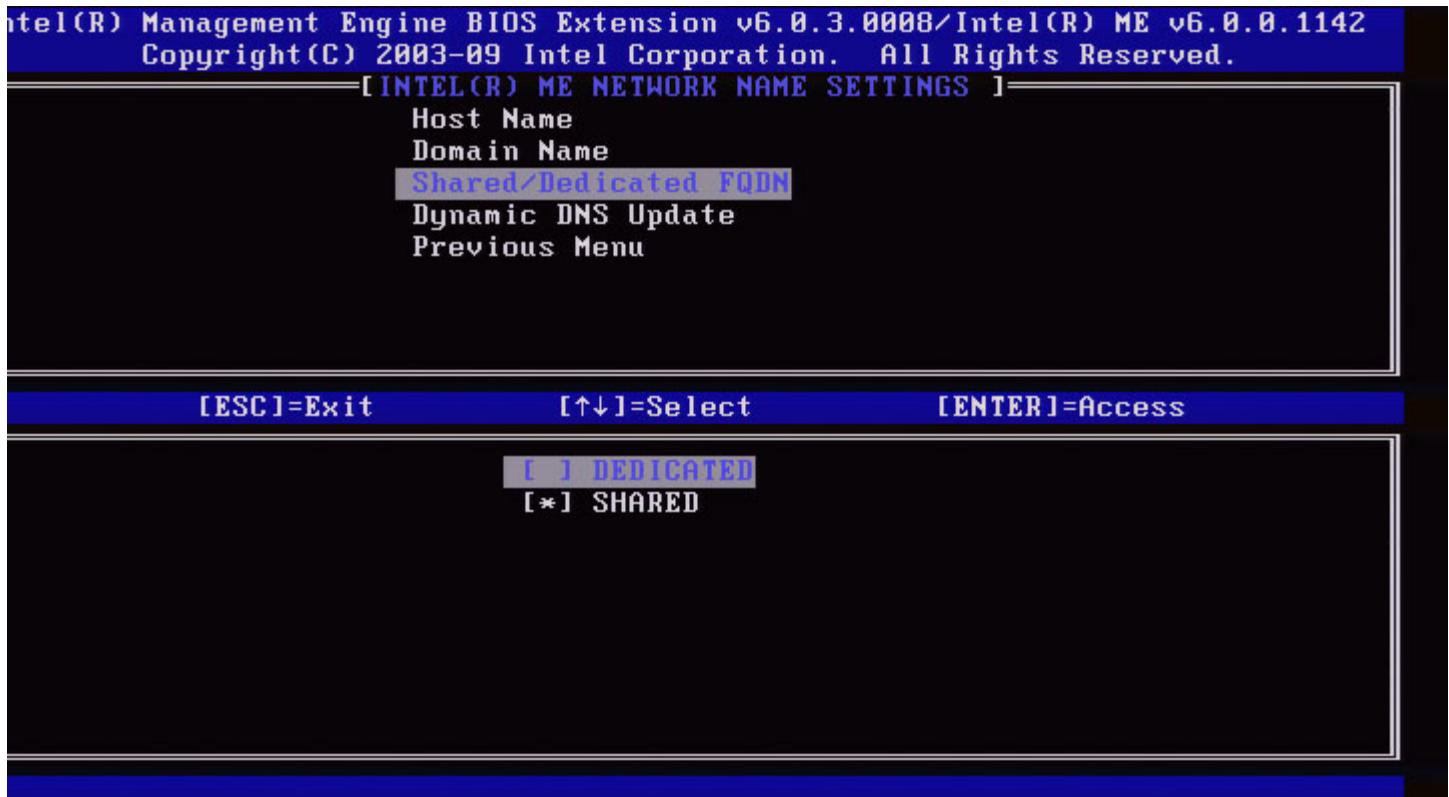 ntel(R) Management Engine BIOS Extension v6.0.3.0008/Intel(R) ME v6.0.0.1142
Copyright(C) 2003-09 Intel Corporation. All Rights Reserved.
[INTEL(R) ME NETWORK NAME SETTINGS ]
Host Name
Domain Name
Shared/Dedicated FQDN
Dynamic DNS Update
Previous Menu
[ESC]=Exit [↑↓]=Select [ENTER]=Access
[ ] DEDICATED
[*] SHARED